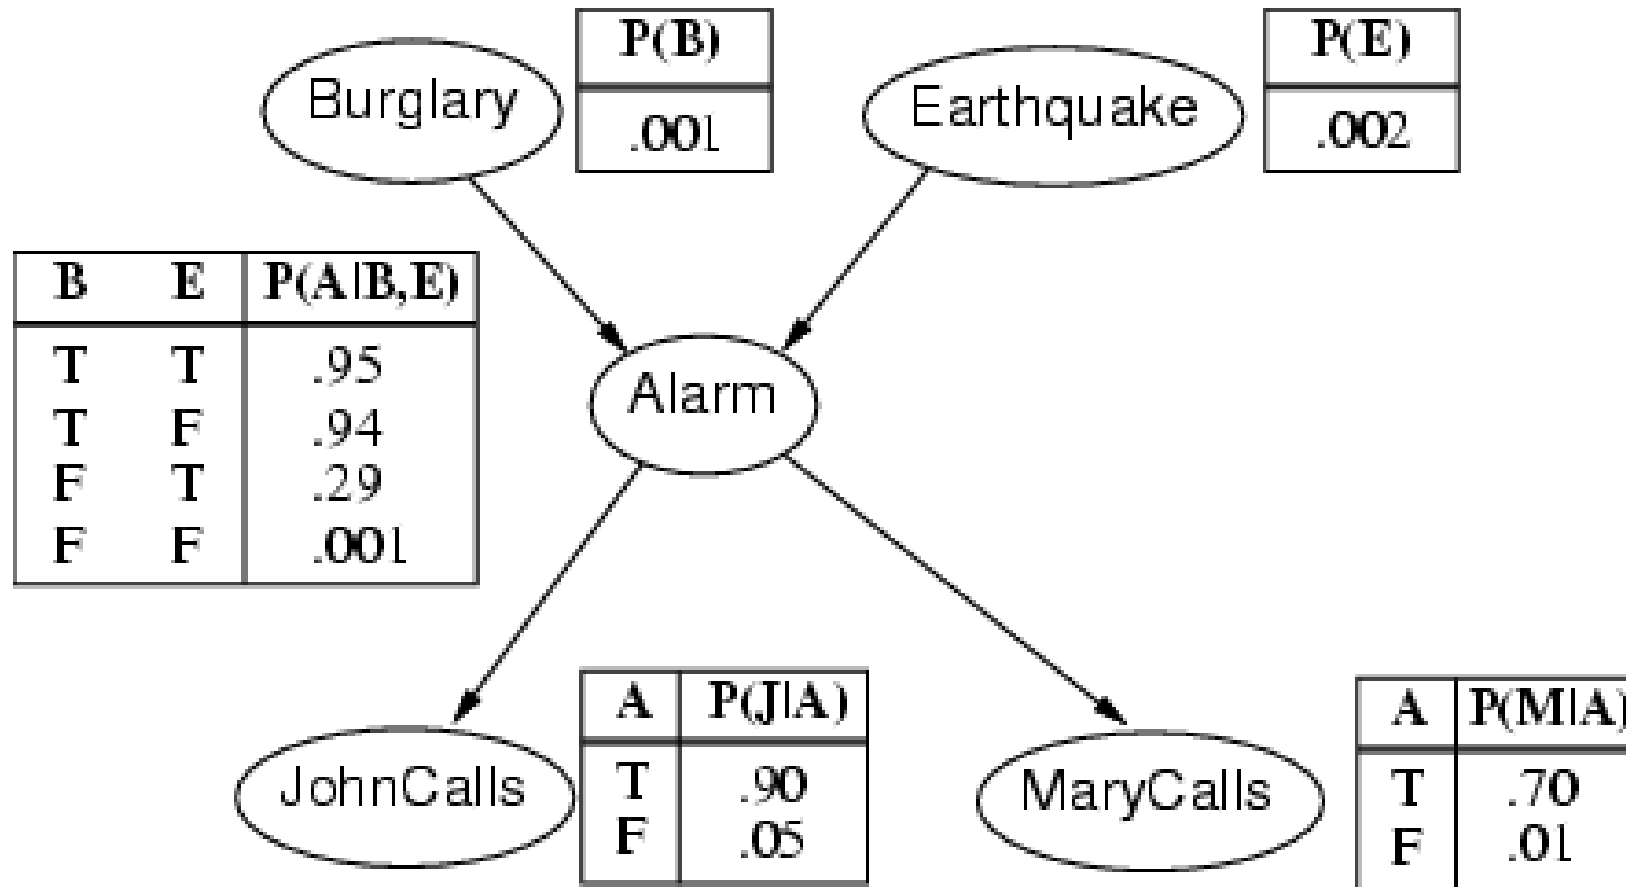 Burglary
P(B)
.001
Earthquake
P(E)
.002
B E P(A|B,E)
T T .95
T F .94
F T .29
F F .001
Alarm
JohnCalls
A P(J|A)
T .90
F .05
MaryCalls
A P(M|A)
T .70
F .01